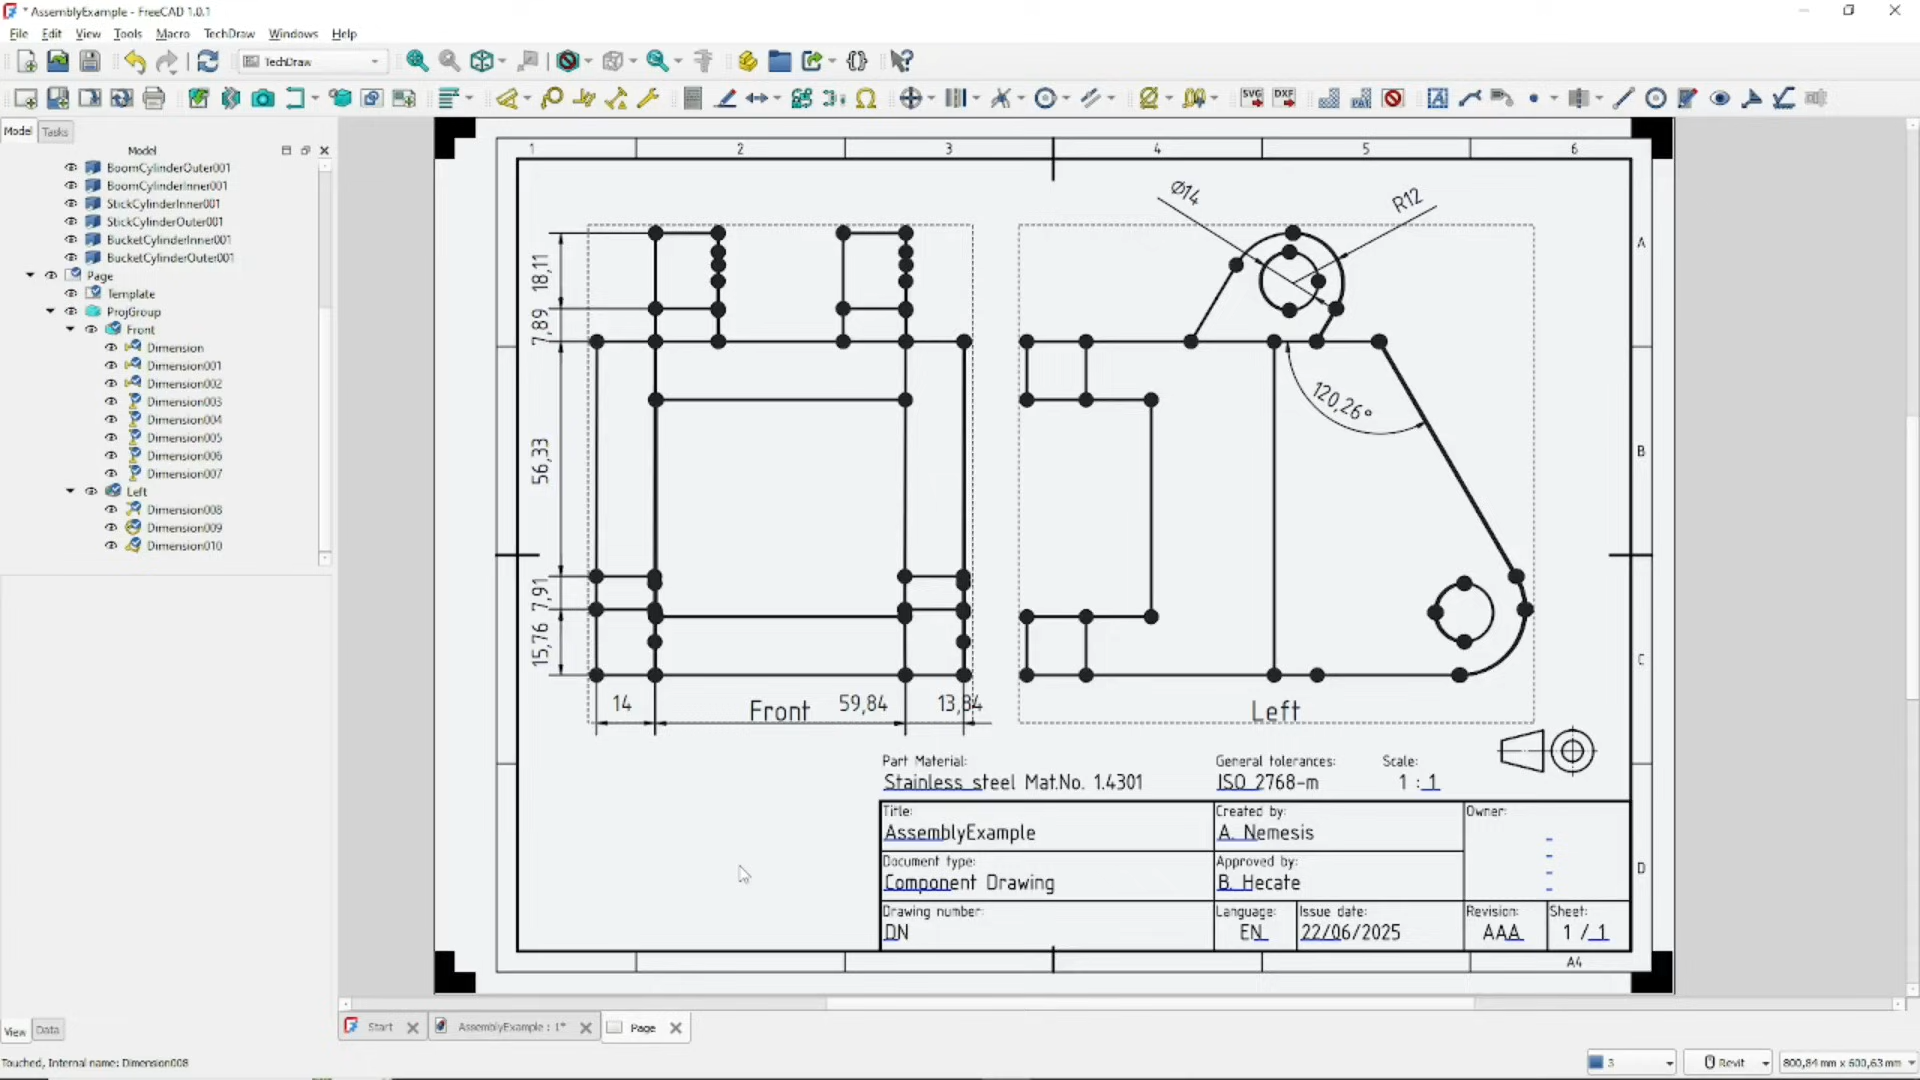 * AssemblyExample - FreeCAD 1.0.1
File Edit View Tools Macro TechDraw Windows Help
TechDraw
SVG DXF
Model Tasks
Model
BoomCylinderOuter001
BoomCylinderInner001
StickCylinderInner001
StickCylinderOuter001
BucketCylinderInner001
BucketCylinderOuter001
Page
Template
ProjGroup
Front
Dimension
Dimension001
Dimension002
Dimension003
Dimension004
Dimension005
Dimension006
Dimension007
Left
Dimension008
Dimension009
Dimension010
1 2 3 4 5 6
A
B
C
D
Ø14
R12
18,11
7,89
120,26°
56,33
7,91
15,76
14
59,84
13,84
Front
Left
Part Material:
Stainless steel Mat.No. 1.4301
General tolerances:
ISO 2768-m
Scale:
1 : 1
Title:
AssemblyExample
Created by:
A. Nemesis
Owner:
-
-
-
-
Document type:
Component Drawing
Approved by:
B. Hecate
Drawing number:
DN
Language:
EN
Issue date:
22/06/2025
Revision:
AAA
Sheet:
1 / 1
A4
View Data
Start AssemblyExample : 1* Page
Touched, Internal name: Dimension008
3 Revit 800,84 mm x 600,63 mm